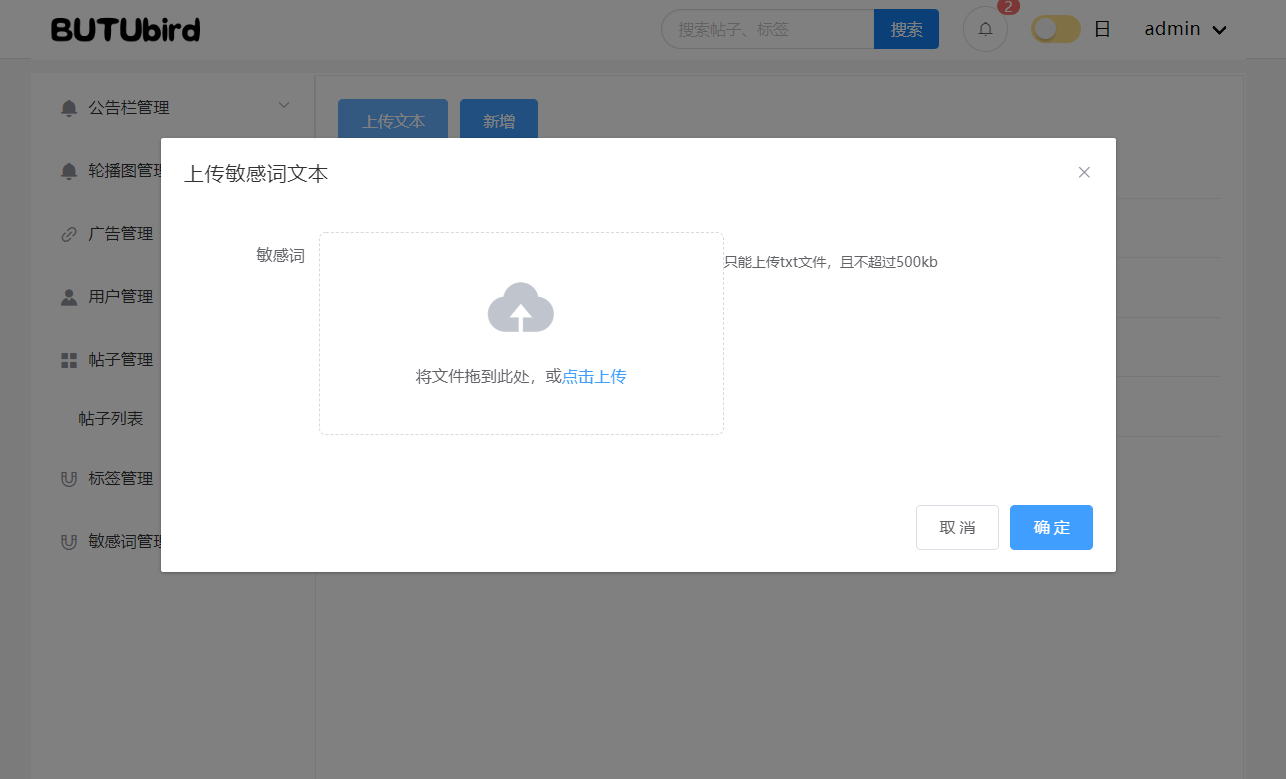 BUTUbird
搜索帖子、标签
搜索
2
日
admin
公告栏管理
上传文本
新增
轮播图管理
上传敏感词文本
广告管理
敏感词
只能上传txt文件，且不超过500kb
用户管理
帖子管理
将文件拖到此处，或点击上传
帖子列表
标签管理
取 消
确 定
敏感词管理